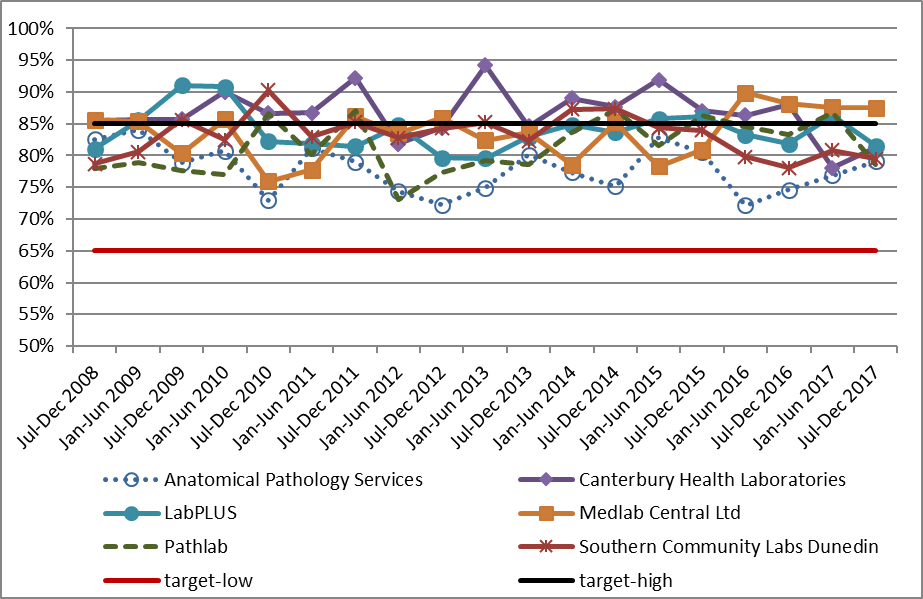 100%
95%
90%
85%
80%
75%
70%
65%
60%
55%
50%
Jul-Dec 2008
Jan-Jun 2009
Jul-Dec 2009
Jan-Jun 2010
Jul-Dec 2010
Jan-Jun 2011
Jul-Dec 2011
Jan-Jun 2012
Jul-Dec 2012
Jan-Jun 2013
Jul-Dec 2013
Jan-Jun 2014
Jul-Dec 2014
Jan-Jun 2015
Jul-Dec 2015
Jan-Jun 2016
Jul-Dec 2016
Jan-Jun 2017
Jul-Dec 2017
Anatomical Pathology Services
Canterbury Health Laboratories
LabPLUS
Medlab Central Ltd
Pathlab
Southern Community Labs Dunedin
target-low
target-high